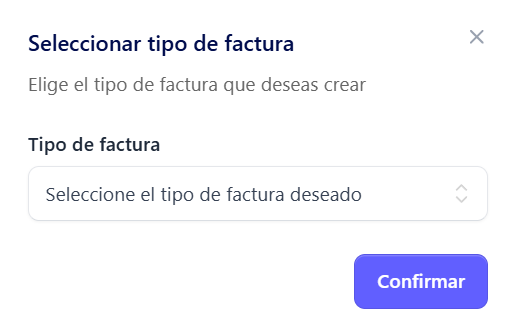 Seleccionar tipo de factura
Elige el tipo de factura que deseas crear
Tipo de factura
Seleccione el tipo de factura deseado
Confirmar